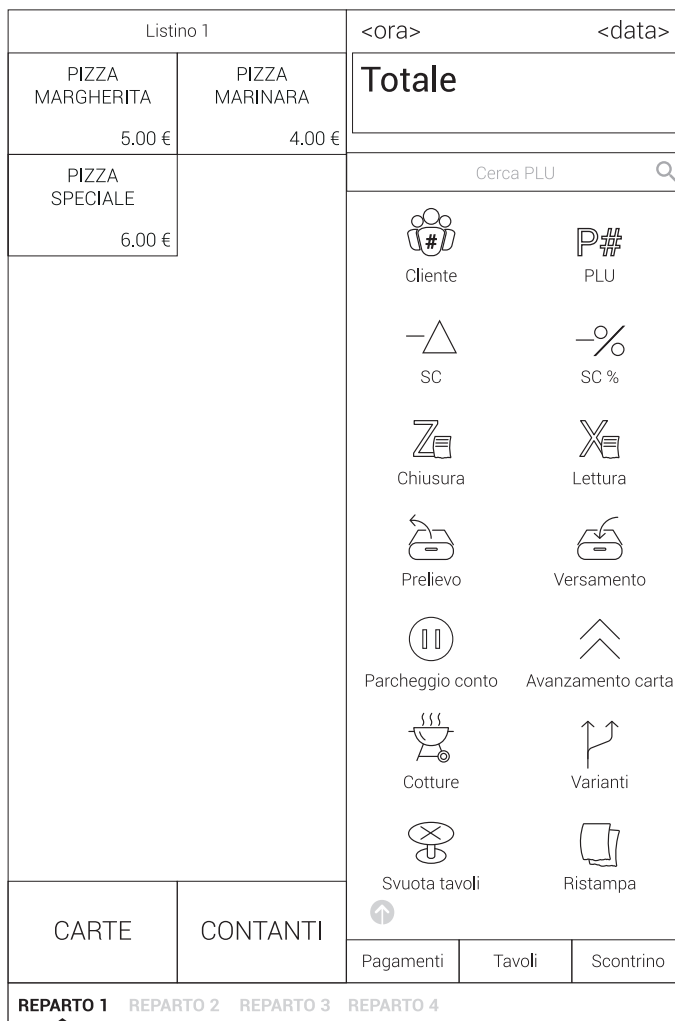 Listino 1
<ora> <data>
PIZZA
MARGHERITA
5.00 €
PIZZA
MARINARA
4.00 €
Totale
PIZZA
SPECIALE
6.00 €
Cerca PLU
#
Cliente
P#
PLU
SC
-%
SC %
Z
Chiusura
X
Lettura
Prelievo
Versamento
Parcheggio conto
Avanzamento carta
Cotture
Varianti
Svuota tavoli
Ristampa
CARTE
CONTANTI
Pagamenti
Tavoli
Scontrino
REPARTO 1 REPARTO 2 REPARTO 3 REPARTO 4